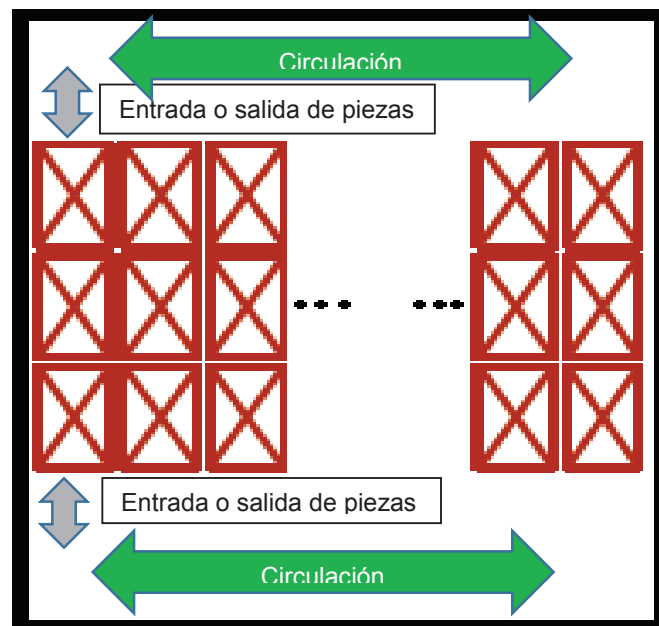 Circulación
Entrada o salida de piezas
Entrada o salida de piezas
Circulación